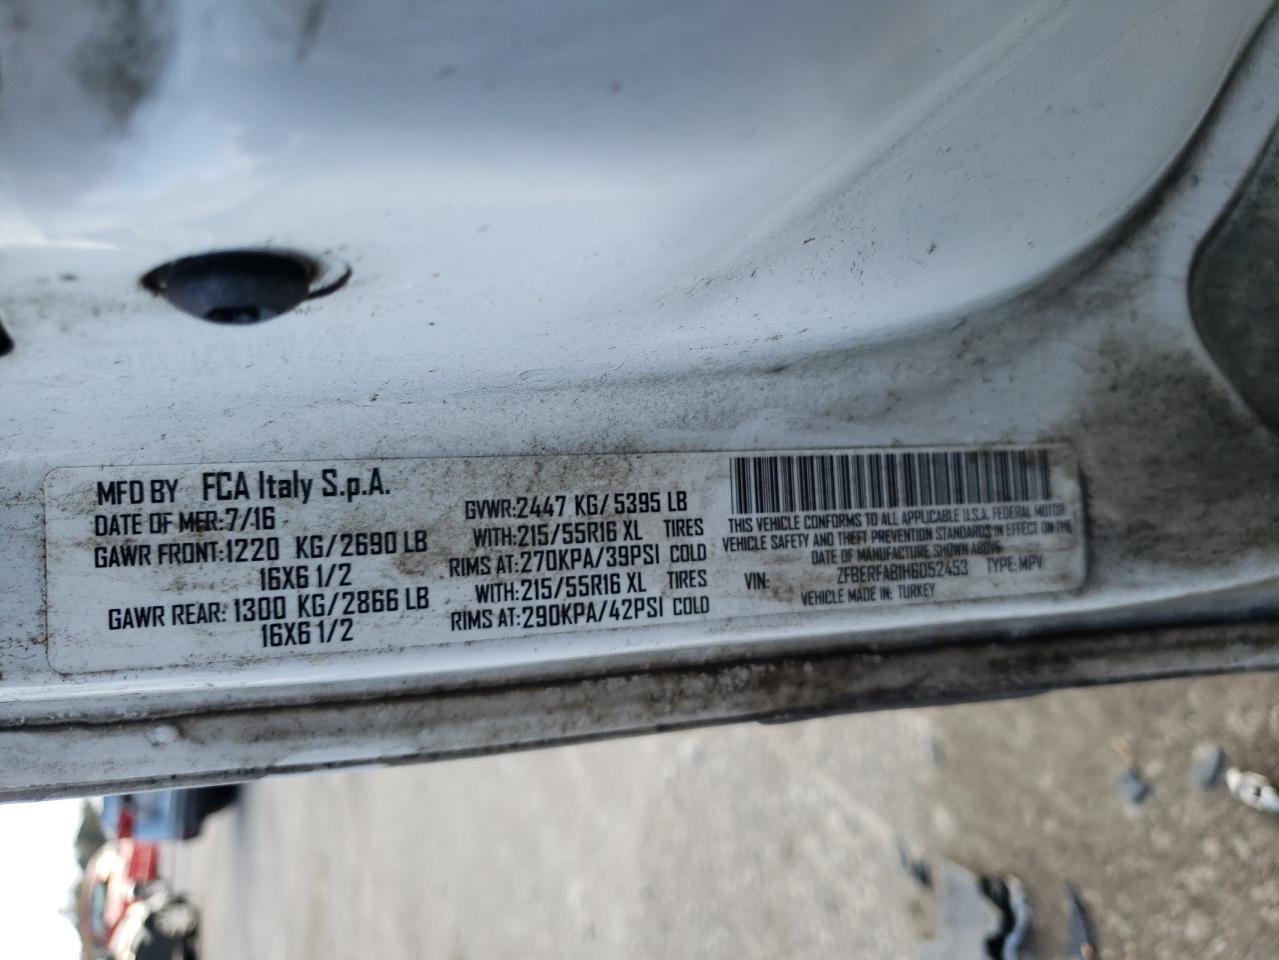 MFD BY FCA Italy S.p.A.
DATE OF MFR:7/16
GAWR FRONT:1220 KG/2690 LB
16X6 1/2
GAWR REAR:1300 KG/2866 LB
16X6 1/2
GVWR:2447 KG/5395 LB
WITH:215/55R16 XL TIRES
RIMS AT:270KPA/39PSI COLD
WITH:215/55R16 XL TIRES
RIMS AT:290KPA/42PSI COLD
THIS VEHICLE CONFORMS TO ALL APPLICABLE U.S.A. FEDERAL MOTOR
VEHICLE SAFETY AND THEFT PREVENTION STANDARDS IN EFFECT ON THE
DATE OF MANUFACTURE SHOWN ABOVE
VIN: ZFBERFAB1H6D52453 TYPE:MPV
VEHICLE MADE IN: TURKEY